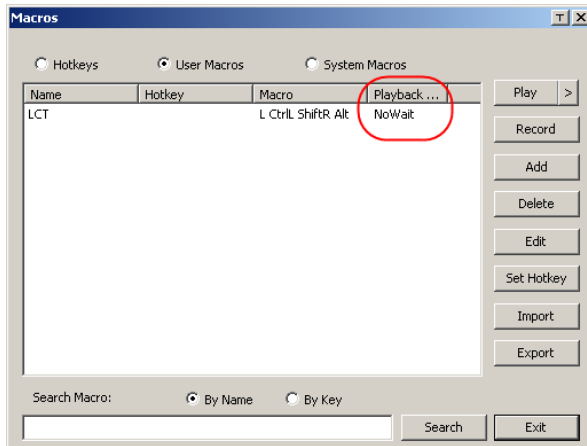 Macros
Hotkeys User Macros System Macros
Name Hotkey Macro Playback ... Play >
LCT L CtrlL ShiftR Alt NoWait
Record
Add
Delete
Edit
Set Hotkey
Import
Export
Search Macro: By Name By Key
Search Exit